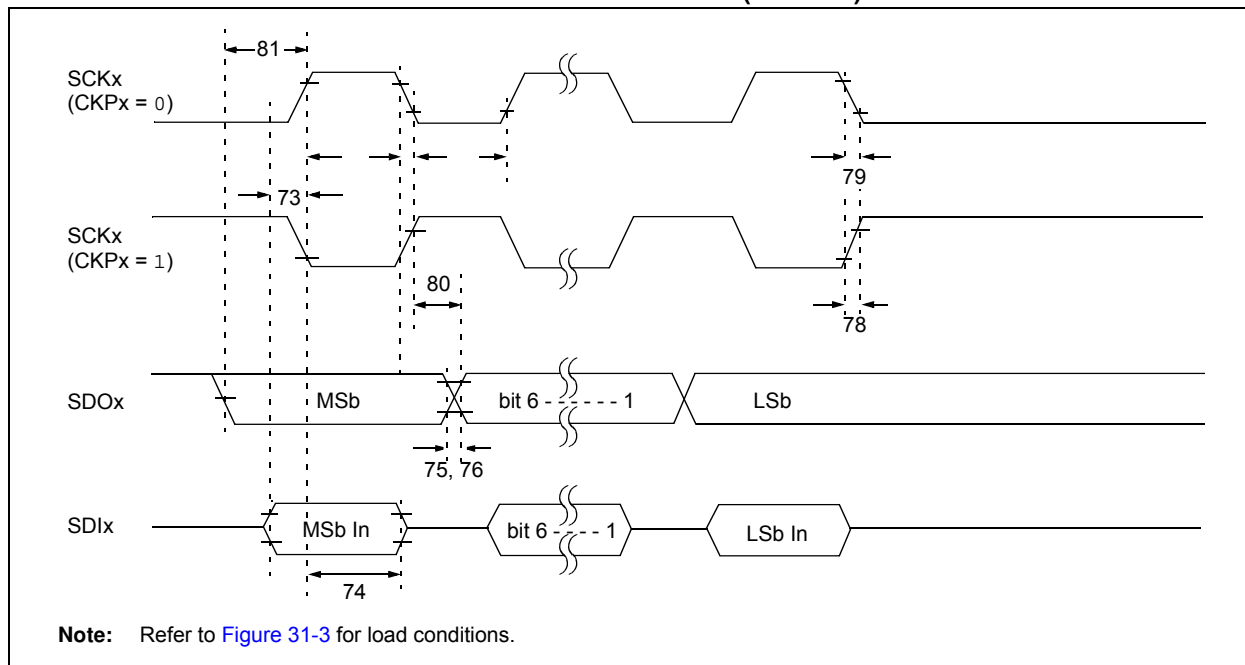 81
SCKx
(CKPx = 0)
73
79
SCKx
(CKPx = 1)
80
78
SDOx
MSb
bit 6 - - - - - - 1
LSb
75, 76
SDIx
MSb In
bit 6 - - - - 1
LSb In
74
Note: Refer to Figure 31-3 for load conditions.